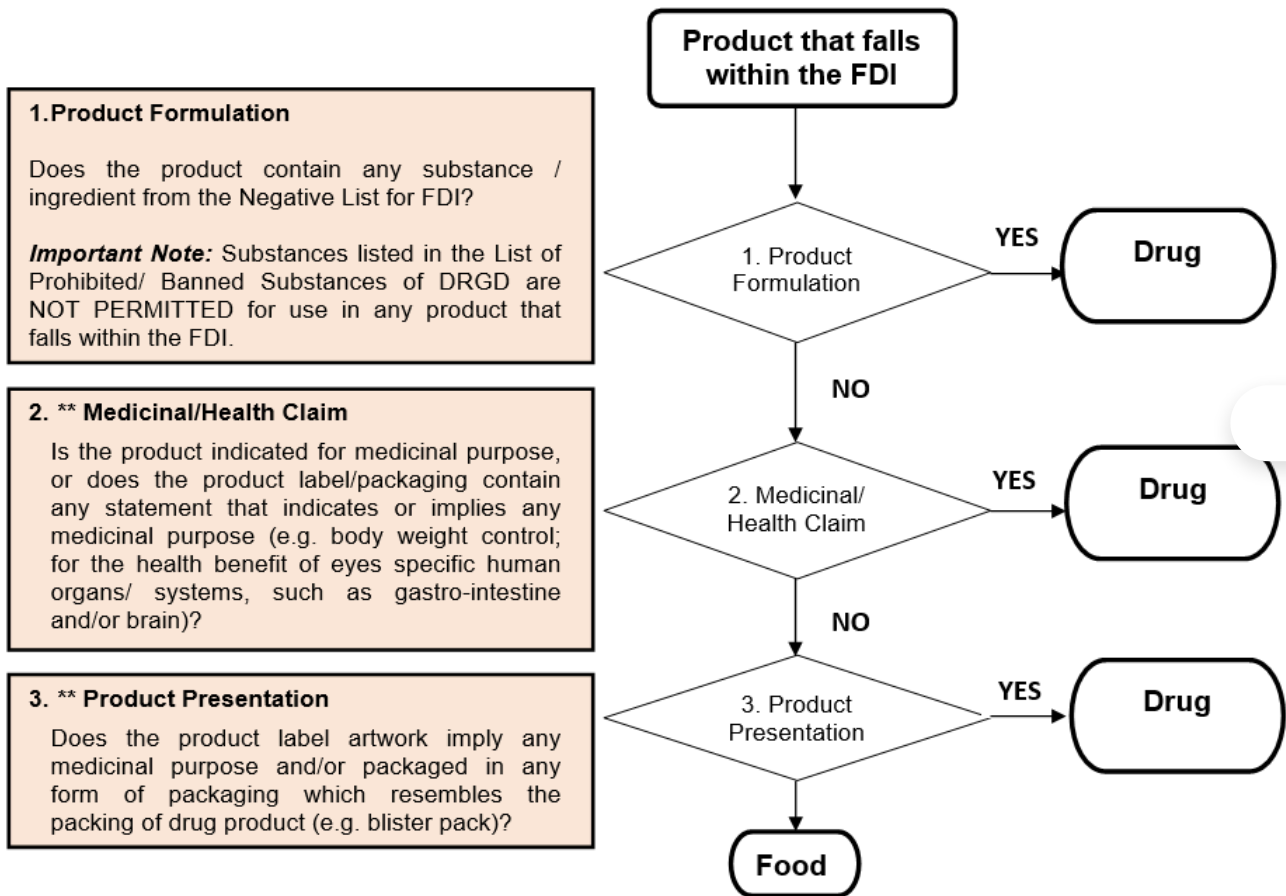 Product that falls
within the FDI
1.Product Formulation
Does the product contain any substance /
ingredient from the Negative List for FDI?
Important Note: Substances listed in the List of
Prohibited/ Banned Substances of DRGD are
NOT PERMITTED for use in any product that
falls within the FDI.
1. Product
Formulation
YES
Drug
NO
2. ** Medicinal/Health Claim
Is the product indicated for medicinal purpose,
or does the product label/packaging contain
any statement that indicates or implies any
medicinal purpose (e.g. body weight control;
for the health benefit of eyes specific human
organs/ systems, such as gastro-intestine
and/or brain)?
2. Medicinal/
Health Claim
YES
Drug
NO
3. ** Product Presentation
Does the product label artwork imply any
medicinal purpose and/or packaged in any
form of packaging which resembles the
packing of drug product (e.g. blister pack)?
3. Product
Presentation
YES
Drug
Food